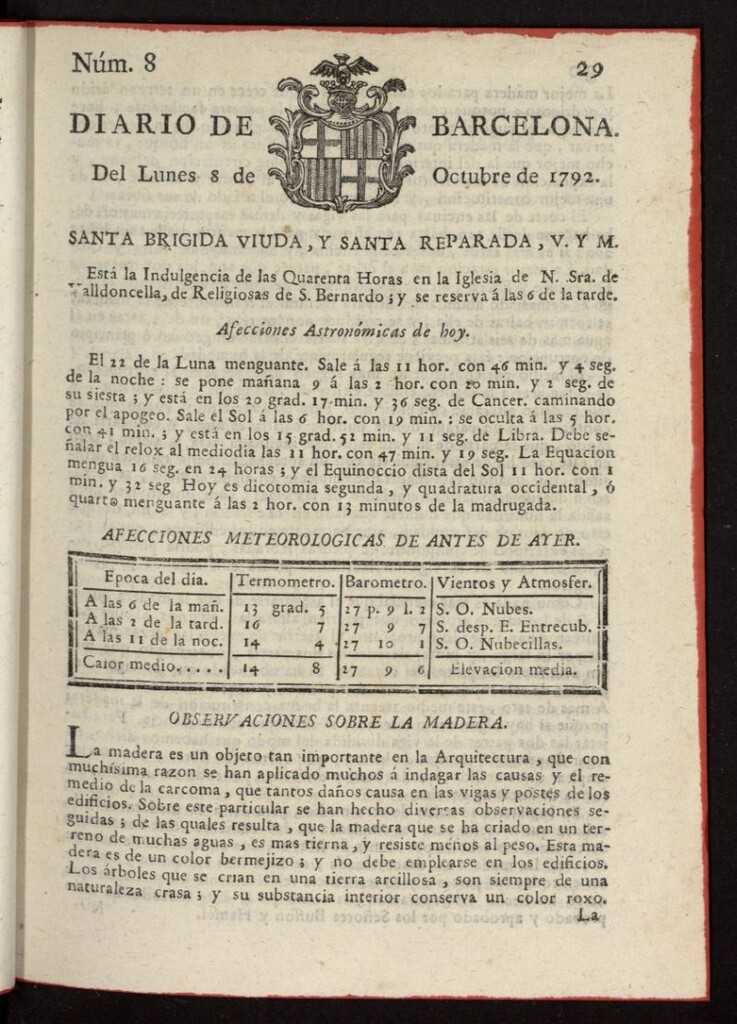 Núm. 8 29
DIARIO DE BARCELONA.
Del Lunes 8 de Octubre de 1792.
SANTA BRIGIDA VIUDA, Y SANTA REPARADA, V. Y M.
Está la Indulgencia de las Quarenta Horas en la Iglesia de N. Sra. de
Valldoncella, de Religiosas de S. Bernardo; y se reserva á las 6 de la tarde.
Afecciones Astronómicas de hoy.
El 22 de la Luna menguante. Sale á las 11 hor. con 46 min. y 4 seg.
de la noche: se pone mañana 9 á las 2 hor. con 20 min. y 2 seg. de
su siesta; y está en los 20 grad. 17 min. y 36 seg. de Cancer. caminando
por el apogeo. Sale el Sol á las 6 hor. con 19 min.: se oculta á las 5 hor.
con 41 min.; y está en los 15 grad. 52 min. y 11 seg. de Libra. Debe se-
ñalar el relox al mediodia las 11 hor. con 47 min. y 19 seg. La Equacion
mengua 16 seg. en 24 horas; y el Equinoccio dista del Sol 11 hor. con 1
min. y 32 seg Hoy es dicotomia segunda, y quadratura occidental, ó
quarto menguante á las 2 hor. con 13 minutos de la madrugada.
AFECCIONES METEOROLOGICAS DE ANTES DE AYER.
Epoca del dia. Termometro. Barometro. Vientos y Atmosfer.
A las 6 de la mañ. 13 grad. 5 27 p. 9 l. 2 S. O. Nubes.
A las 2 de la tard. 16 7 27 9 7 S. desp. E. Entrecub.
A las 11 de la noc. 14 4 27 10 1 S. O. Nubecillas.
Calor medio..... 14 8 27 9 6 Elevacion media.
OBSERVACIONES SOBRE LA MADERA.
La madera es un objeto tan importante en la Arquitectura, que con
muchísima razon se han aplicado muchos á indagar las causas y el re-
medio de la carcoma, que tantos daños causa en las vigas y postes de los
edificios. Sobre este particular se han hecho diversas observaciones se-
guidas; de las quales resulta, que la madera que se ha criado en un ter-
reno de muchas aguas, es mas tierna, y resiste ménos al peso. Esta ma-
dera es de un color bermejizo; y no debe emplearse en los edificios.
Los árboles que se crian en una tierra arcillosa, son siempre de una
naturaleza crasa; y su substancia interior conserva un color roxo.
La